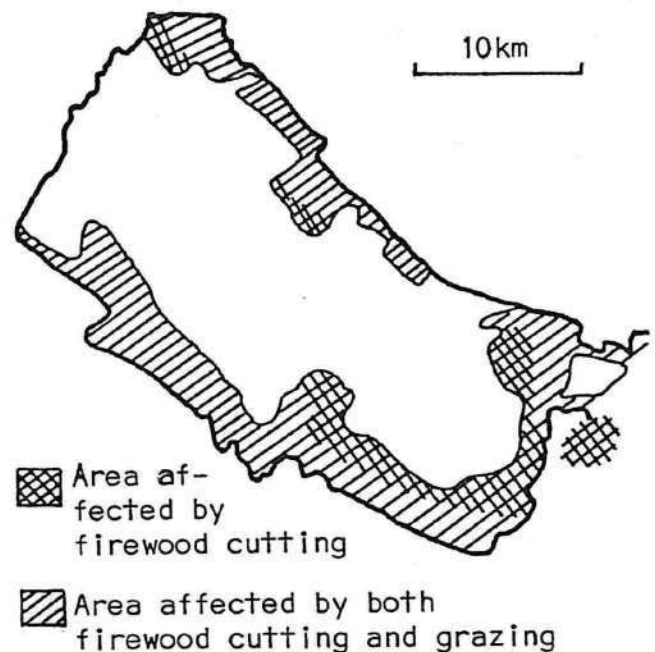 10km
Area af-
fected by
firewood cutting
Area affected by both
firewood cutting and grazing